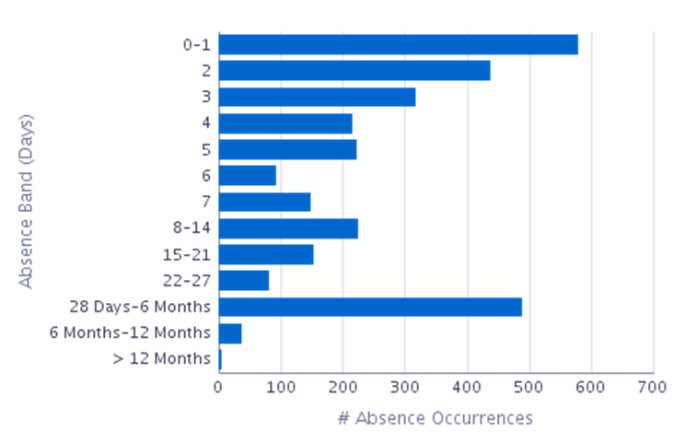 Absence Band (Days)
0-1
2
3
4
5
6
7
8-14
15-21
22-27
28 Days-6 Months
6 Months-12 Months
> 12 Months
0 100 200 300 400 500 600 700
# Absence Occurrences